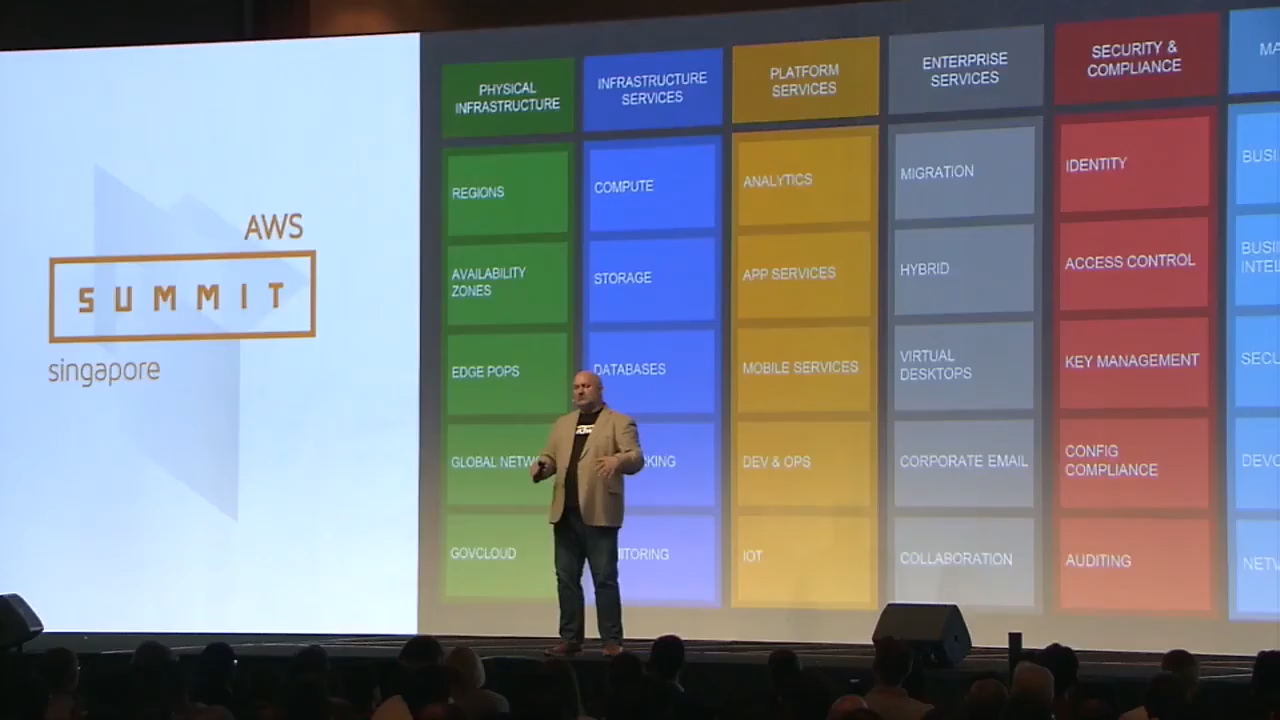 AWS
SUMMIT
singapore
PHYSICAL
INFRASTRUCTURE
REGIONS
AVAILABILITY
ZONES
EDGE POPS
GLOBAL
GOVCLOUD
INFRASTRUCTURE
SERVICES
COMPUTE
STORAGE
DATABASES
PLATFORM
SERVICES
ANALYTICS
APP SERVICES
MOBILE SERVICES
DEV & OPS
IOT
ENTERPRISE
SERVICES
MIGRATION
HYBRID
VIRTUAL
DESKTOPS
CORPORATE EMAIL
COLLABORATION
SECURITY &
COMPLIANCE
IDENTITY
ACCESS CONTROL
KEY MANAGEMENT
CONFIG
COMPLIANCE
AUDITING